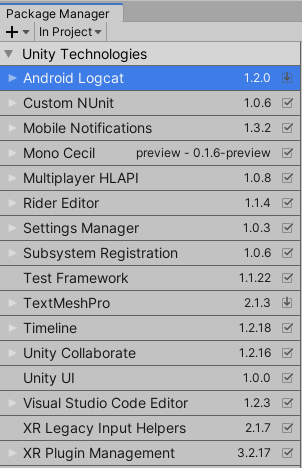 Package Manager
+ In Project
Unity Technologies
Android Logcat 1.2.0
Custom NUnit 1.0.6
Mobile Notifications 1.3.2
Mono Cecil preview - 0.1.6-preview
Multiplayer HLAPI 1.0.8
Rider Editor 1.1.4
Settings Manager 1.0.3
Subsystem Registration 1.0.6
Test Framework 1.1.22
TextMeshPro 2.1.3
Timeline 1.2.18
Unity Collaborate 1.2.16
Unity UI 1.0.0
Visual Studio Code Editor 1.2.3
XR Legacy Input Helpers 2.1.7
XR Plugin Management 3.2.17